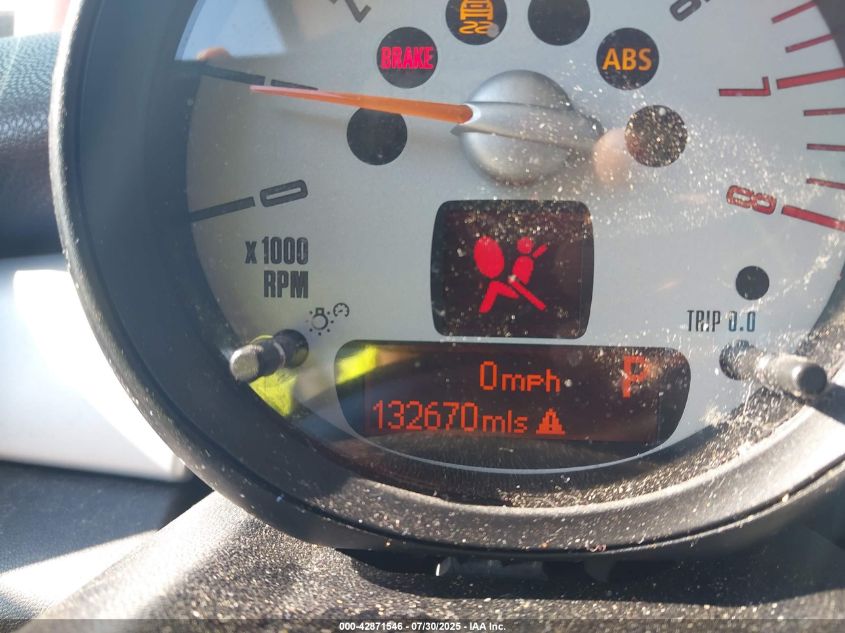 BRAKE
ABS
7
8
0
x 1000
RPM
TRIP 0.0
0mph P
132670mls
000-42871546 - 07/30/2025 - IAA Inc.